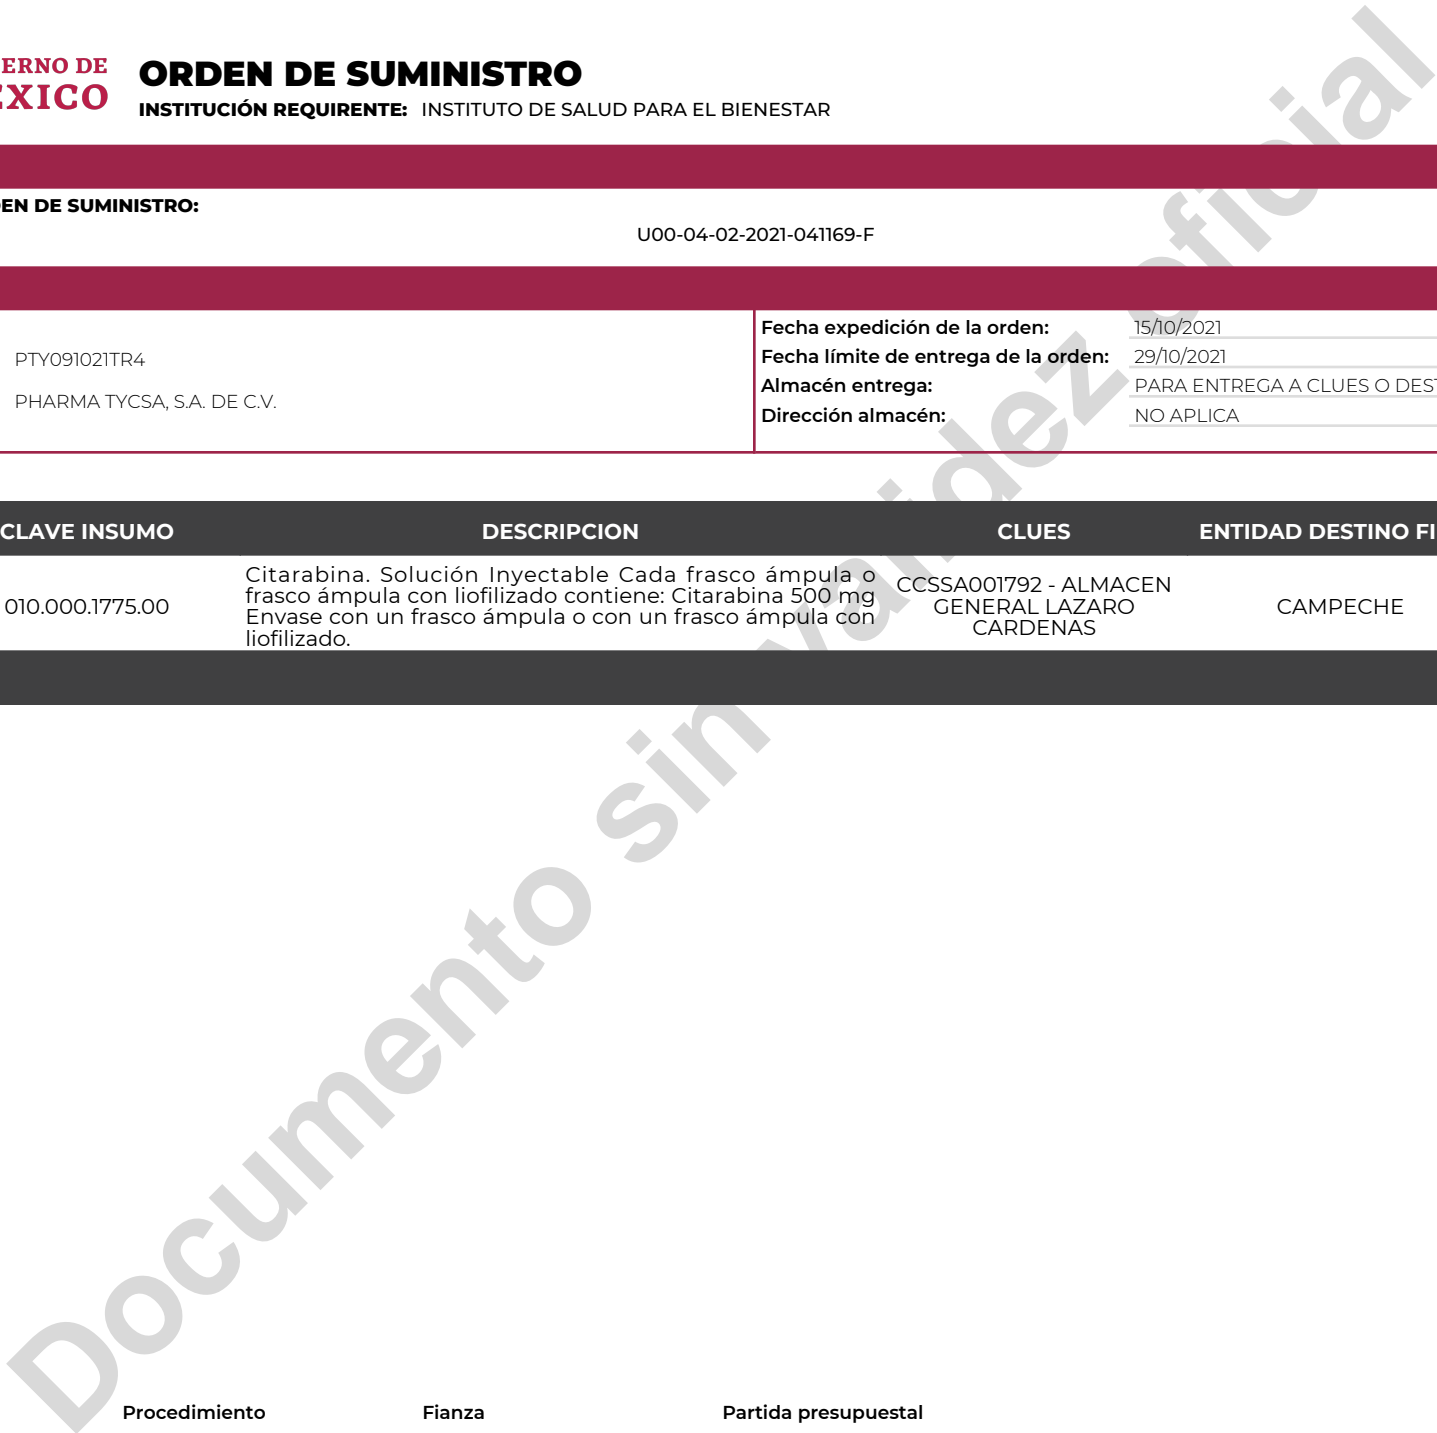 ERNO DE
ORDEN DE SUMINISTRO
EXICO
INSTITUCIÓN REQUIRENTE: INSTITUTO DE SALUD PARA EL BIENESTAR
EN DE SUMINISTRO:
U00-04-02-2021-041169-F
PTY091021TR4
PHARMA TYCSA, S.A. DE C.V.
Fecha expedición de la orden: 15/10/2021
Fecha límite de entrega de la orden: 29/10/2021
Almacén entrega: PARA ENTREGA A CLUES O DEST
Dirección almacén: NO APLICA
CLAVE INSUMO DESCRIPCION CLUES ENTIDAD DESTINO FI
010.000.1775.00
Citarabina. Solución Inyectable Cada frasco ámpula o
frasco ámpula con liofilizado contiene: Citarabina 500 mg
Envase con un frasco ámpula o con un frasco ámpula con
liofilizado.
CCSSA001792 - ALMACEN
GENERAL LAZARO
CARDENAS
CAMPECHE
Documento sin validez oficial
Procedimiento Fianza Partida presupuestal